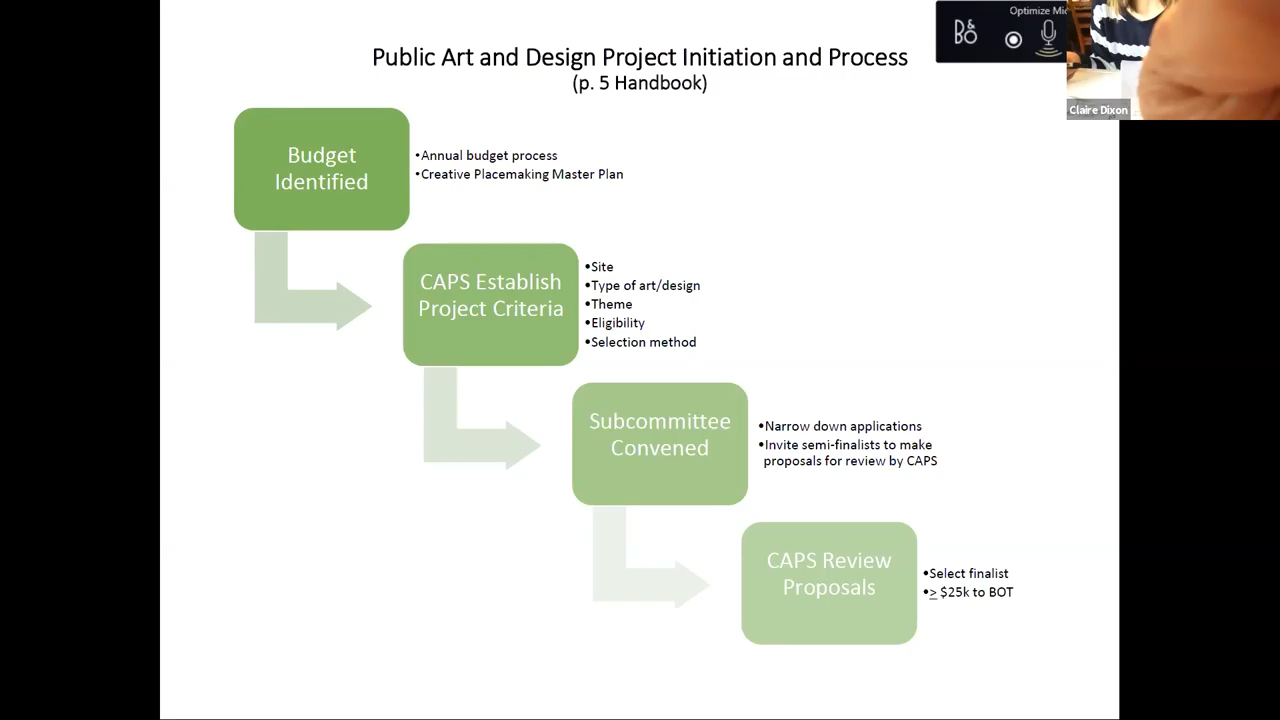 Optimize Mic
B&O
Claire Dixon
Public Art and Design Project Initiation and Process
(p. 5 Handbook)
Budget
Identified
•Annual budget process
•Creative Placemaking Master Plan
CAPS Establish
Project Criteria
•Site
•Type of art/design
•Theme
•Eligibility
•Selection method
Subcommittee
Convened
•Narrow down applications
•Invite semi-finalists to make
proposals for review by CAPS
CAPS Review
Proposals
•Select finalist
•≥ $25k to BOT